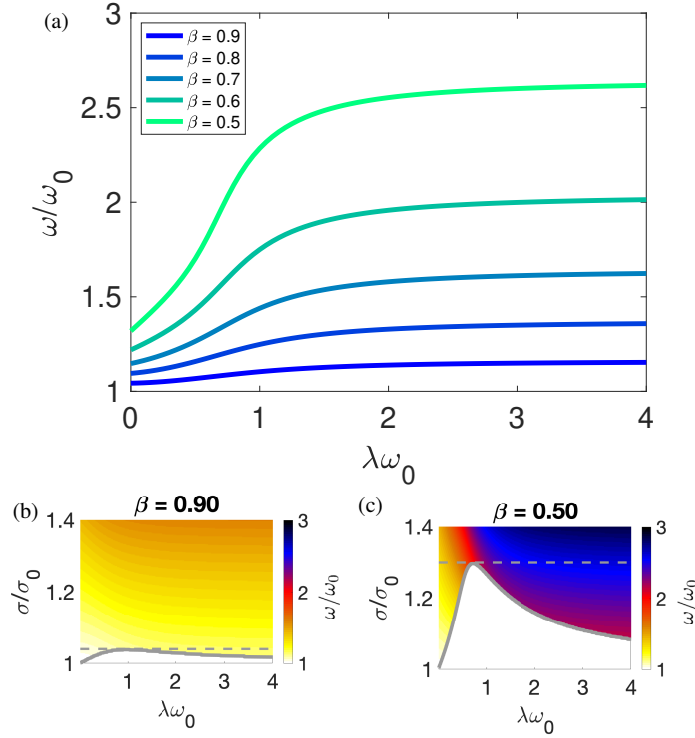 (a)
3
2.5
2
1.5
1
ω/ω0
β = 0.9
β = 0.8
β = 0.7
β = 0.6
β = 0.5
0
1
2
3
4
λω0
(b)
β = 0.90
1.4
1.2
1
σ/σ0
1
2
3
4
λω0
3
2
1
ω/ω0
(c)
β = 0.50
1.4
1.2
1
σ/σ0
1
2
3
4
λω0
3
2
1
ω/ω0